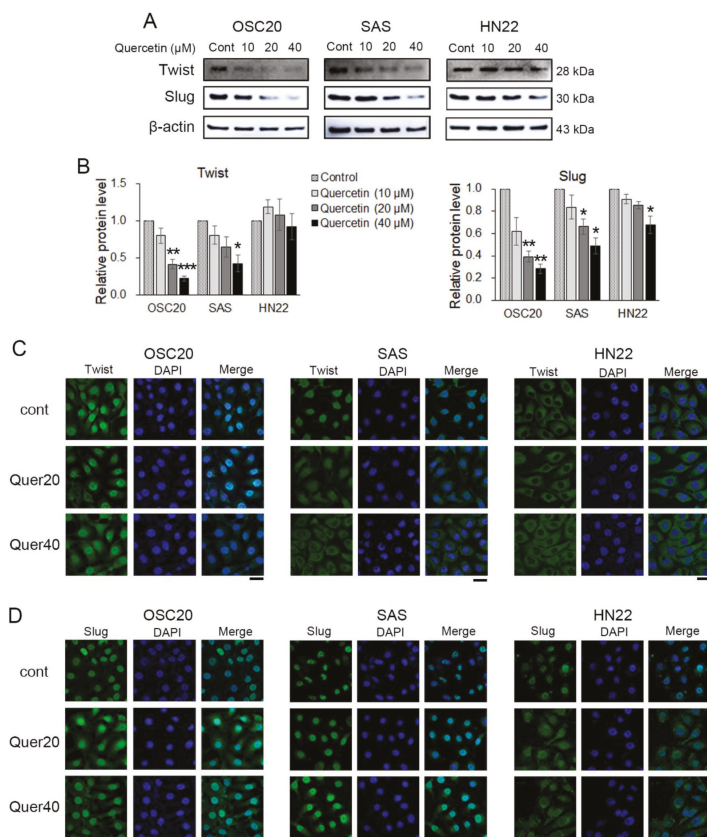 A
OSC20 SAS HN22
Quercetin (μM) Cont 10 20 40 Cont 10 20 40 Cont 10 20 40
Twist 28 kDa
Slug 30 kDa
β-actin 43 kDa
B
Twist
Control
Quercetin (10 μM)
Quercetin (20 μM)
Quercetin (40 μM)
Relative protein level
1.5
1.0
0.5
0.0
** *** *
OSC20 SAS HN22
Slug
Relative protein level
1.0
0.8
0.6
0.4
0.2
0
** ** * * *
OSC20 SAS HN22
C
OSC20 SAS HN22
Twist DAPI Merge Twist DAPI Merge Twist DAPI Merge
cont
Quer20
Quer40
D
OSC20 SAS HN22
Slug DAPI Merge Slug DAPI Merge Slug DAPI Merge
cont
Quer20
Quer40